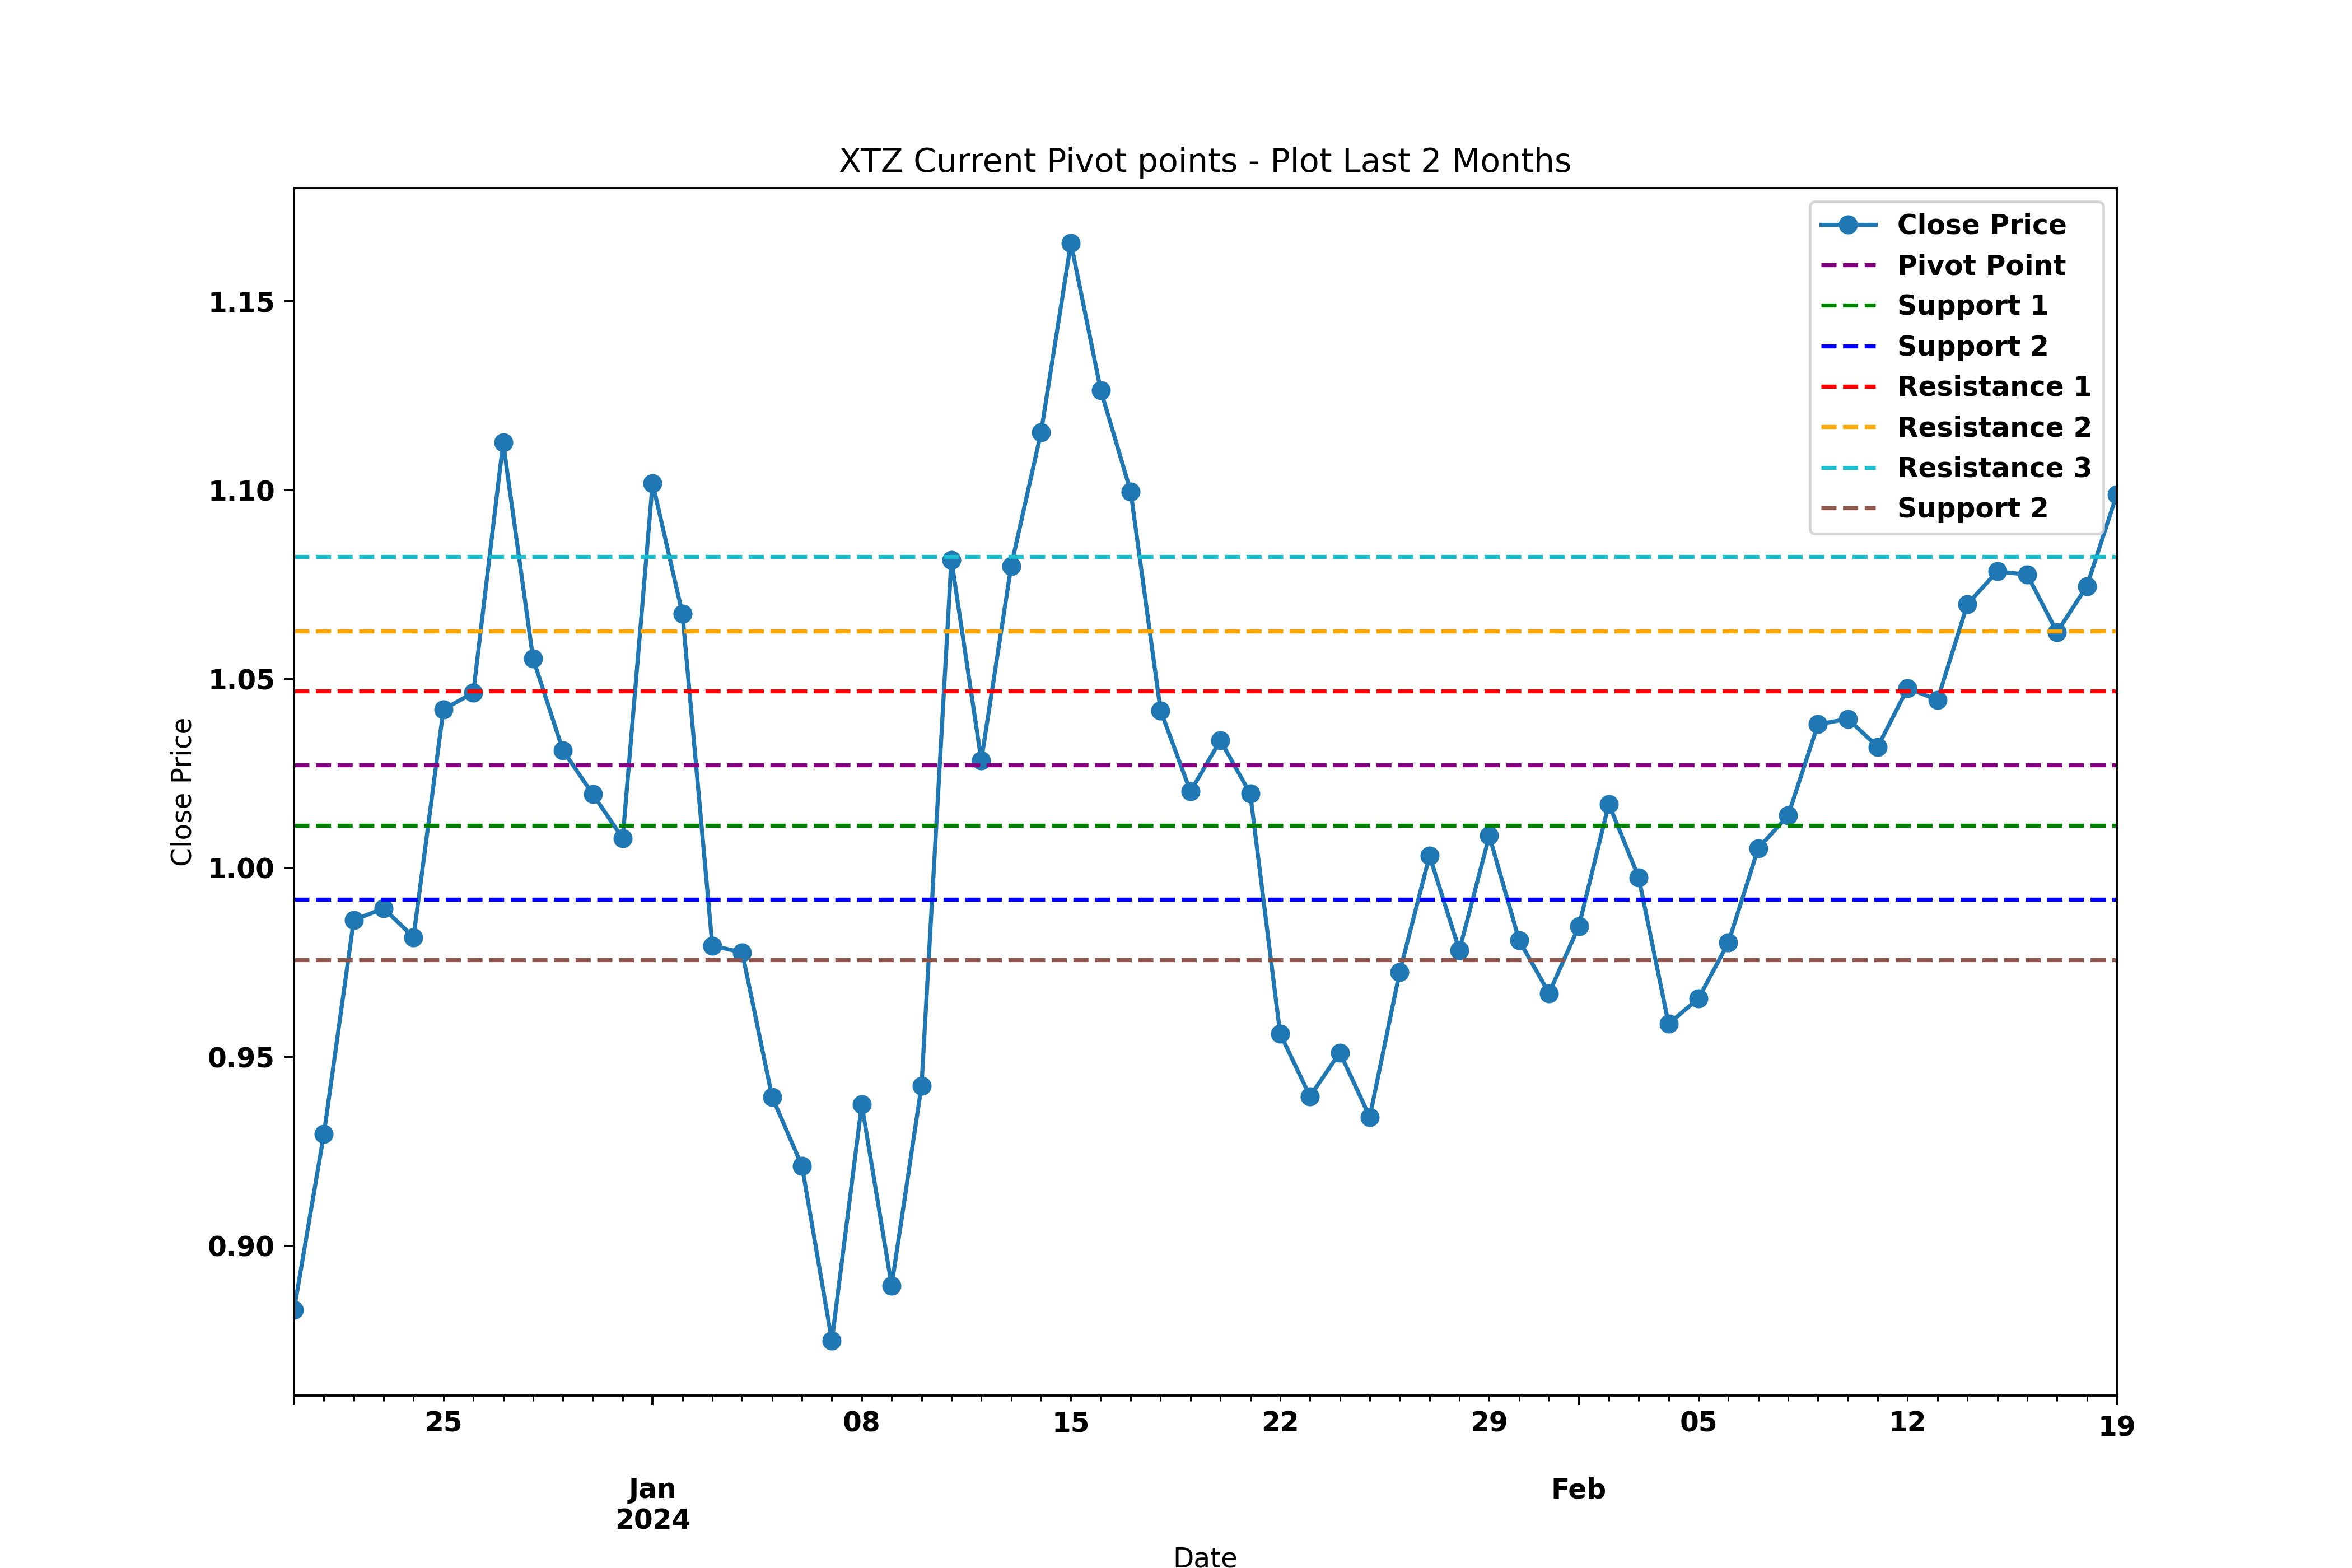 XTZ Current Pivot points - Plot Last 2 Months
Close Price
Pivot Point
Support 1
Support 2
Resistance 1
Resistance 2
Resistance 3
Support 2
1.15
1.10
1.05
1.00
0.95
0.90
Close Price
25 08 15 22 29 05 12 19
Jan Feb
2024
Date